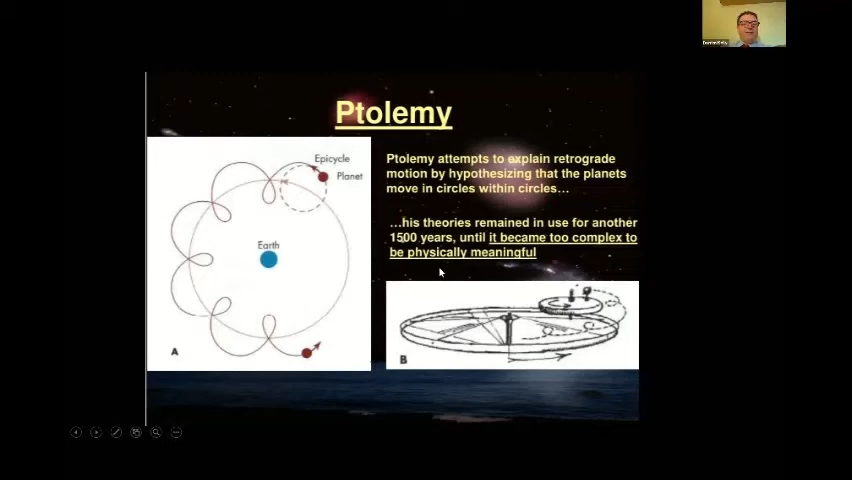 Ptolemy
Epicycle
Planet
Earth
A
Ptolemy attempts to explain retrograde
motion by hypothesizing that the planets
move in circles within circles…
…his theories remained in use for another
1500 years, until it became too complex to
be physically meaningful
B